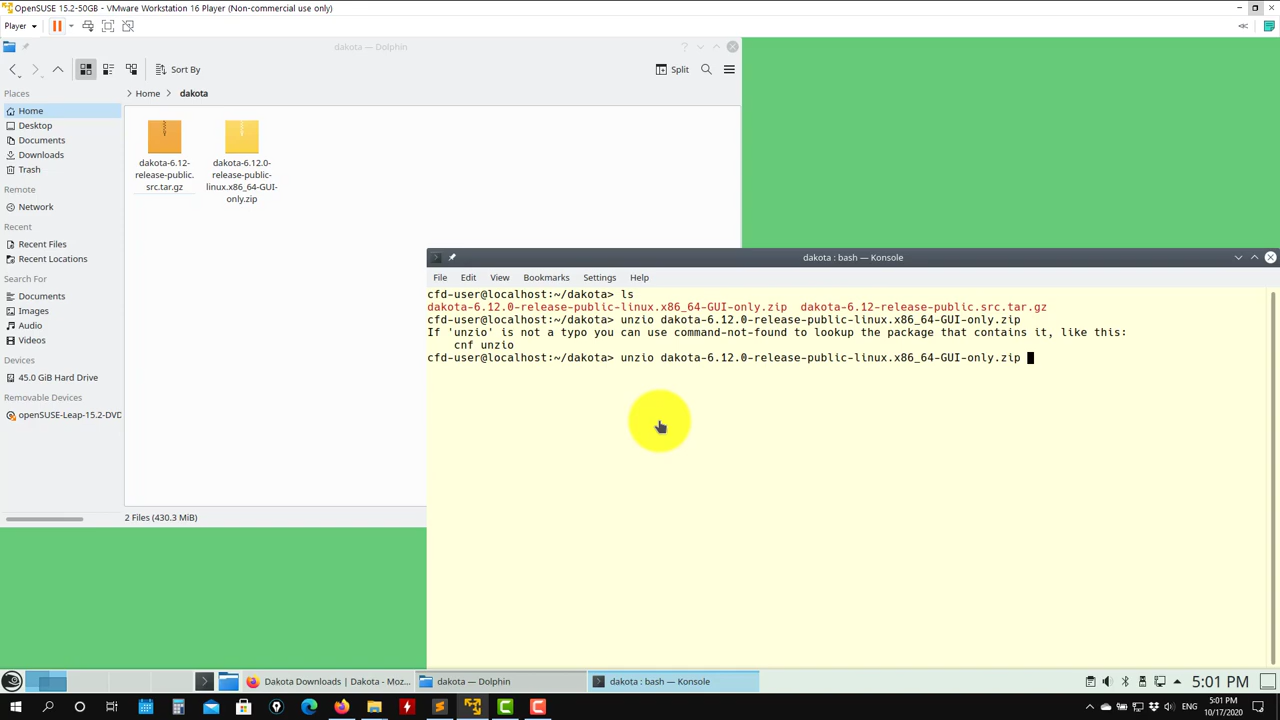 OpenSUSE 15.2-50GB - VMware Workstation 16 Player (Non-commercial use only)
Player
dakota — Dolphin
Sort By
Split
Places
Home
dakota
Home
Desktop
Documents
Downloads
Trash
Remote
Network
Recent
Recent Files
Recent Locations
Search For
Documents
Images
Audio
Videos
Devices
45.0 GiB Hard Drive
Removable Devices
openSUSE-Leap-15.2-DVD
dakota-6.12-
release-public.
src.tar.gz
dakota-6.12.0-
release-public-
linux.x86_64-GUI-
only.zip
2 Files (430.3 MiB)
dakota : bash — Konsole
File Edit View Bookmarks Settings Help
cfd-user@localhost:~/dakota> ls
dakota-6.12.0-release-public-linux.x86_64-GUI-only.zip dakota-6.12-release-public.src.tar.gz
cfd-user@localhost:~/dakota> unzio dakota-6.12.0-release-public-linux.x86_64-GUI-only.zip
If 'unzio' is not a typo you can use command-not-found to lookup the package that contains it, like this:
cnf unzio
cfd-user@localhost:~/dakota> unzio dakota-6.12.0-release-public-linux.x86_64-GUI-only.zip
Dakota Downloads | Dakota - Moz...
dakota — Dolphin
dakota : bash — Konsole
5:01 PM
5:01 PM
10/17/2020